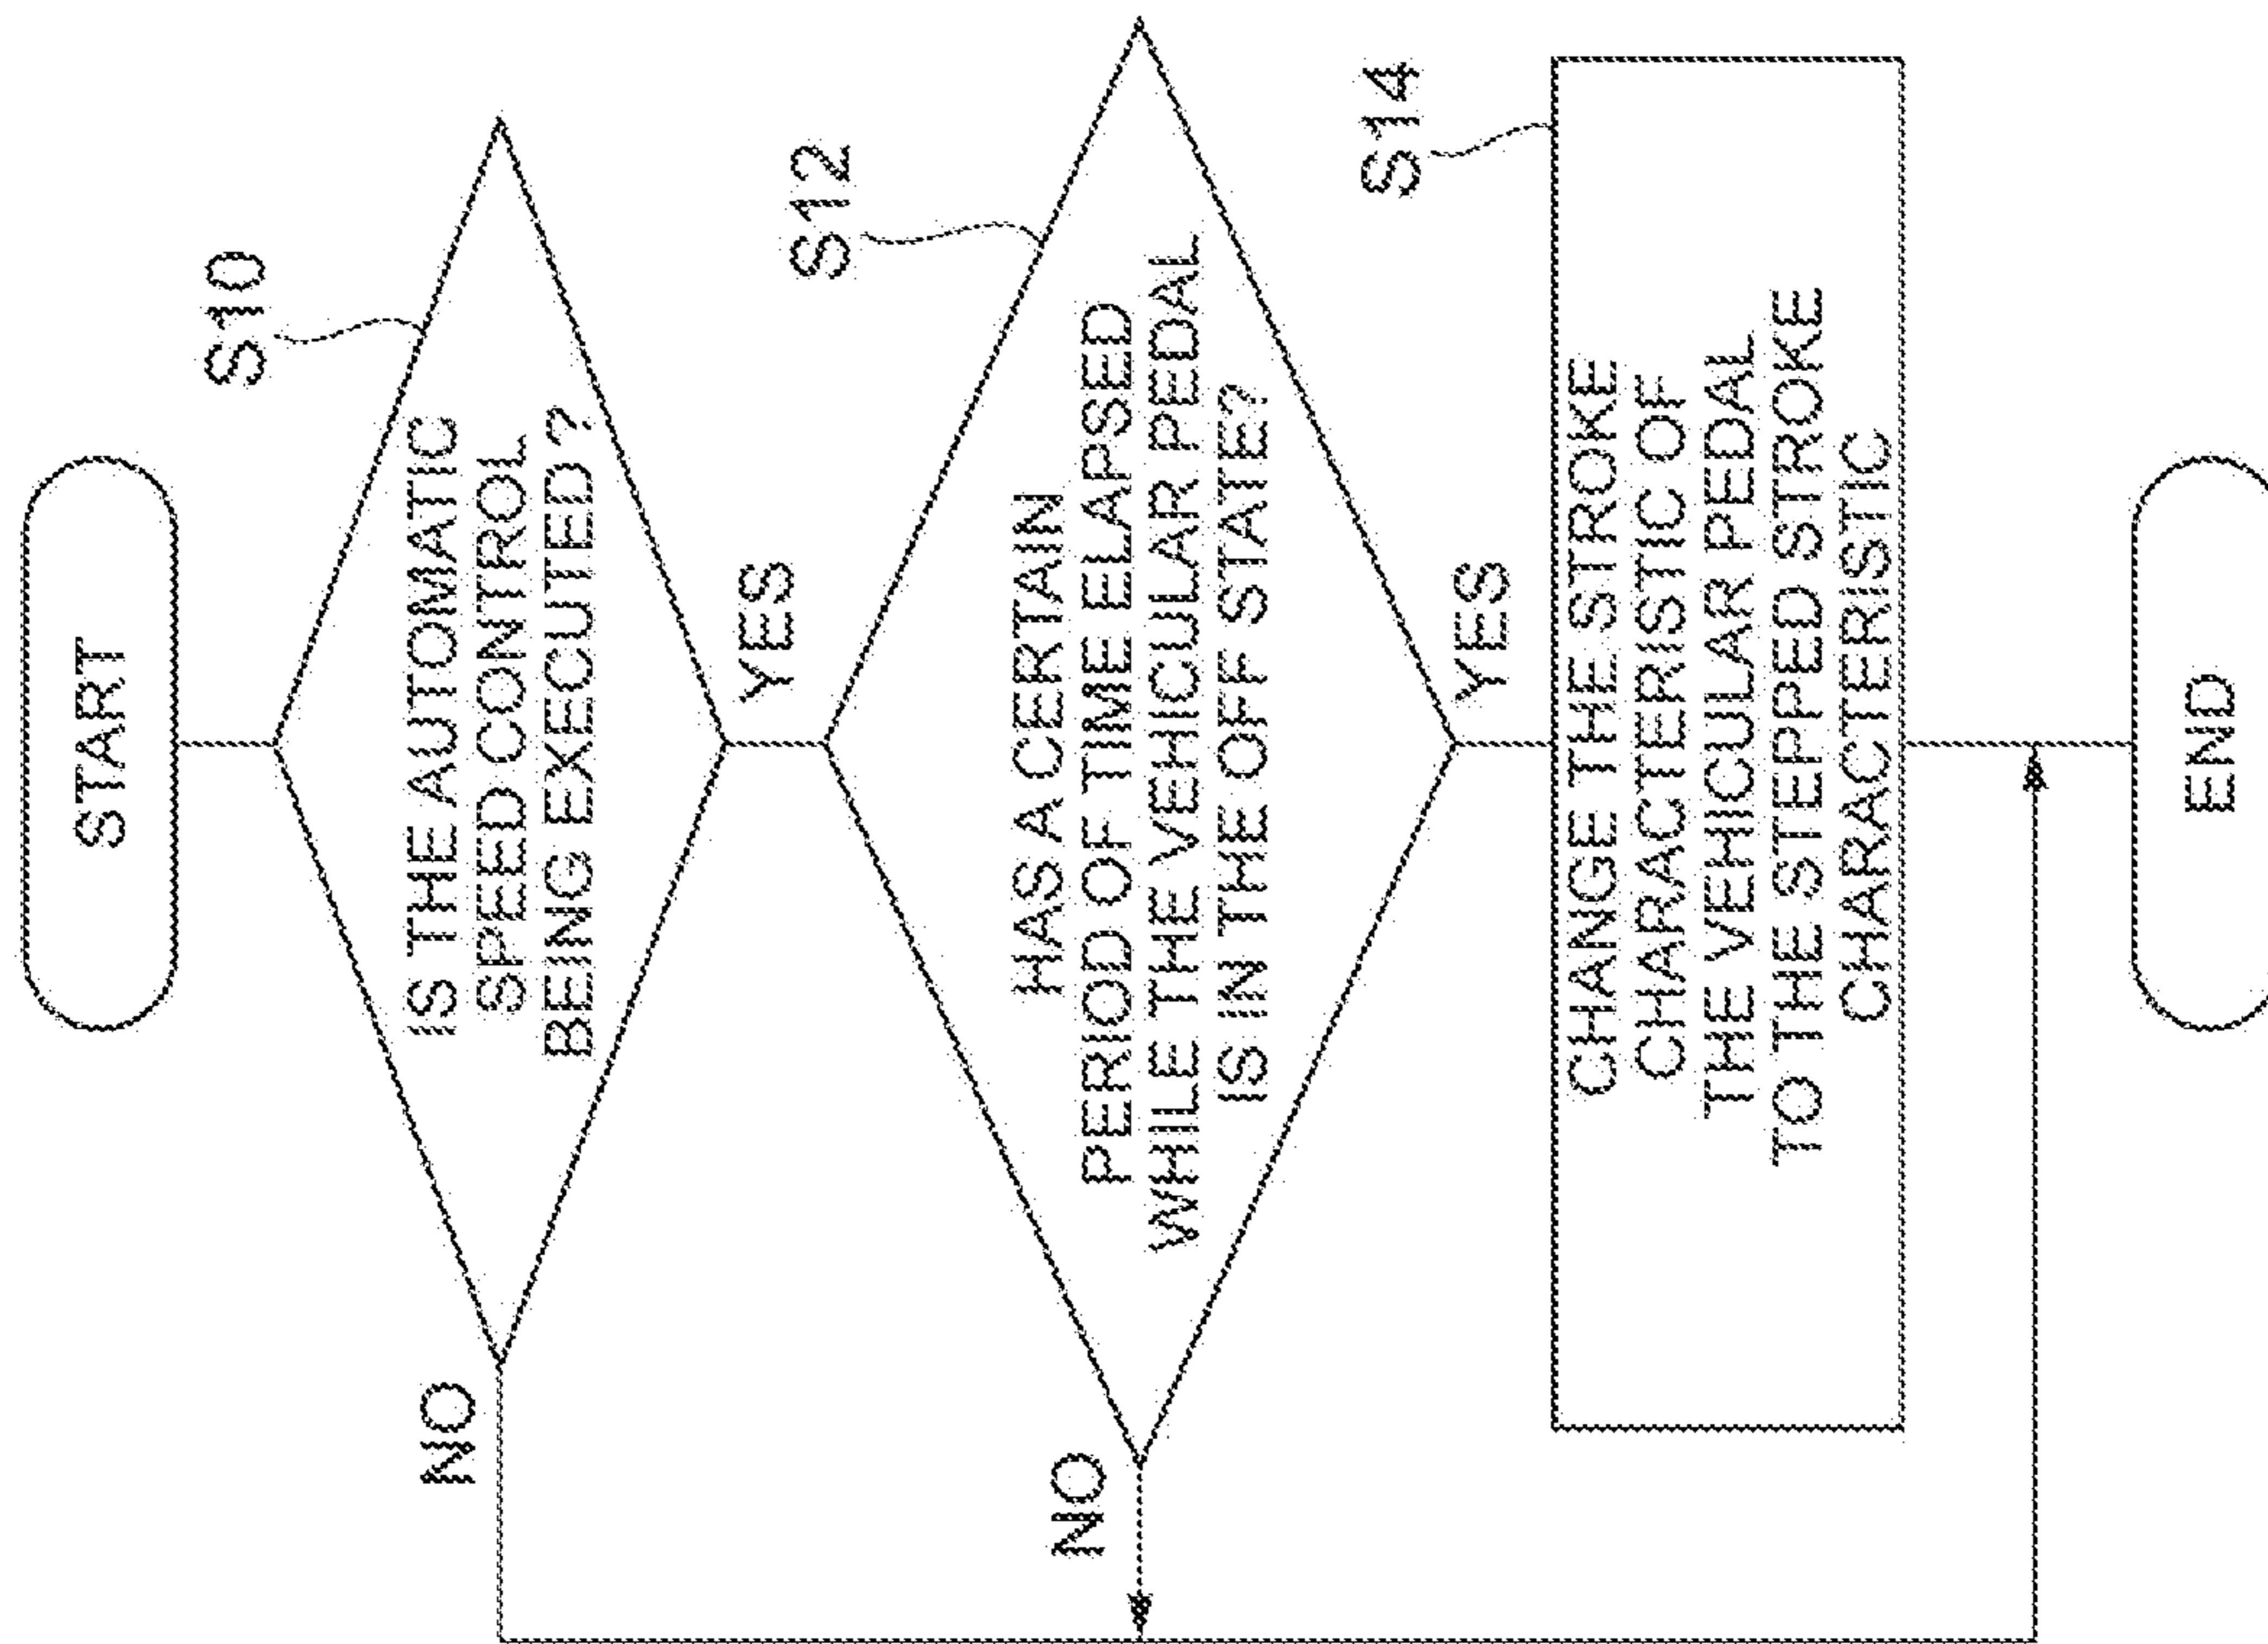 START
S10
IS THE AUTOMATIC
SPEED CONTROL
BEING EXECUTED ?
NO
YES
S12
HAS A CERTAIN
PERIOD OF TIME ELAPSED
WHILE THE VEHICULAR PEDAL
IS IN THE OFF STATE?
NO
YES
S14
CHANGE THE STROKE
CHARACTERISTIC OF
THE VEHICULAR PEDAL
TO THE STEPPED STROKE
CHARACTERISTIC
END